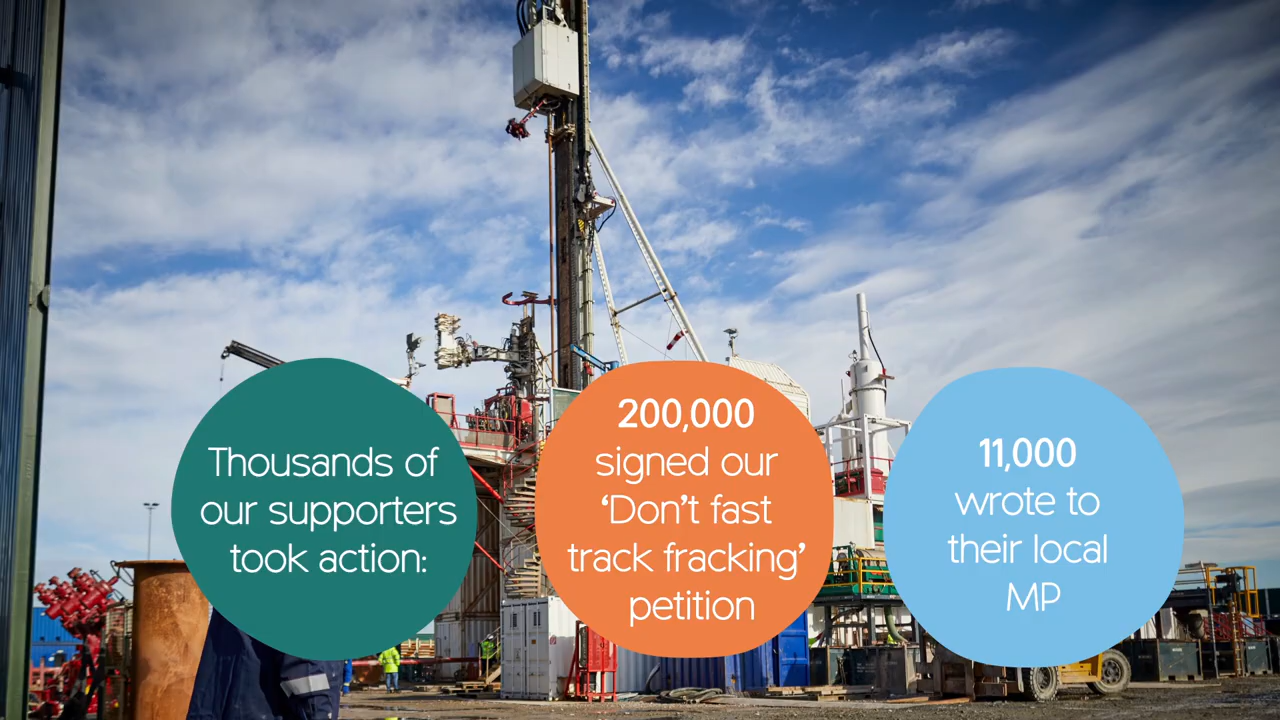 Thousands of
our supporters
took action:
200,000
signed our
‘Don’t fast
track fracking’
petition
11,000
wrote to
their local
MP